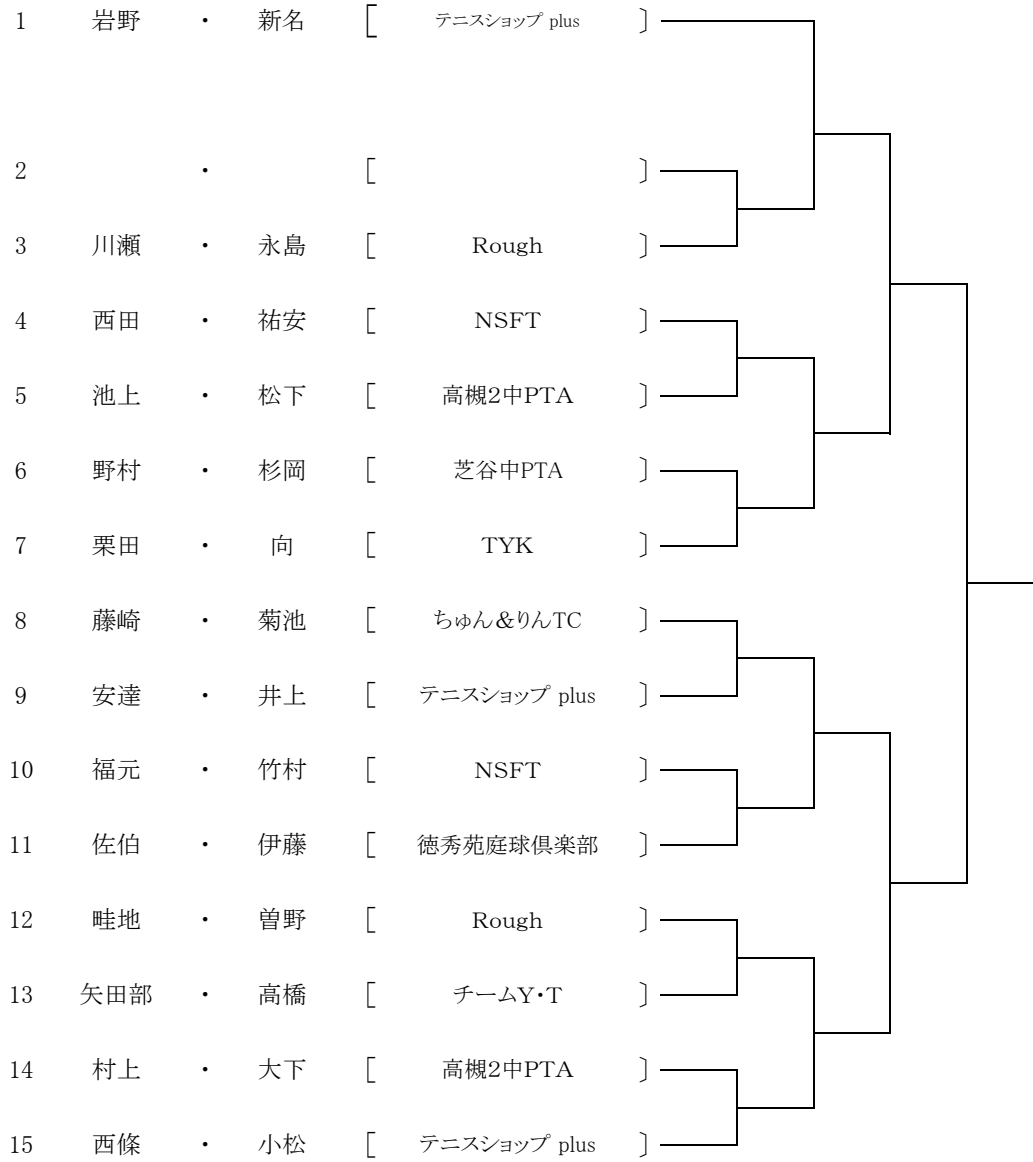 1 岩野 ・ 新名 [ テニスショップ plus ]
2 ・ [ ]
3 川瀬 ・ 永島 [ Rough ]
4 西田 ・ 祐安 [ NSFT ]
5 池上 ・ 松下 [ 高槻2中PTA ]
6 野村 ・ 杉岡 [ 芝谷中PTA ]
7 栗田 ・ 向 [ TYK ]
8 藤崎 ・ 菊池 [ ちゅん&りんTC ]
9 安達 ・ 井上 [ テニスショップ plus ]
10 福元 ・ 竹村 [ NSFT ]
11 佐伯 ・ 伊藤 [ 徳秀苑庭球倶楽部 ]
12 畦地 ・ 曽野 [ Rough ]
13 矢田部 ・ 高橋 [ チームY・T ]
14 村上 ・ 大下 [ 高槻2中PTA ]
15 西條 ・ 小松 [ テニスショップ plus ]